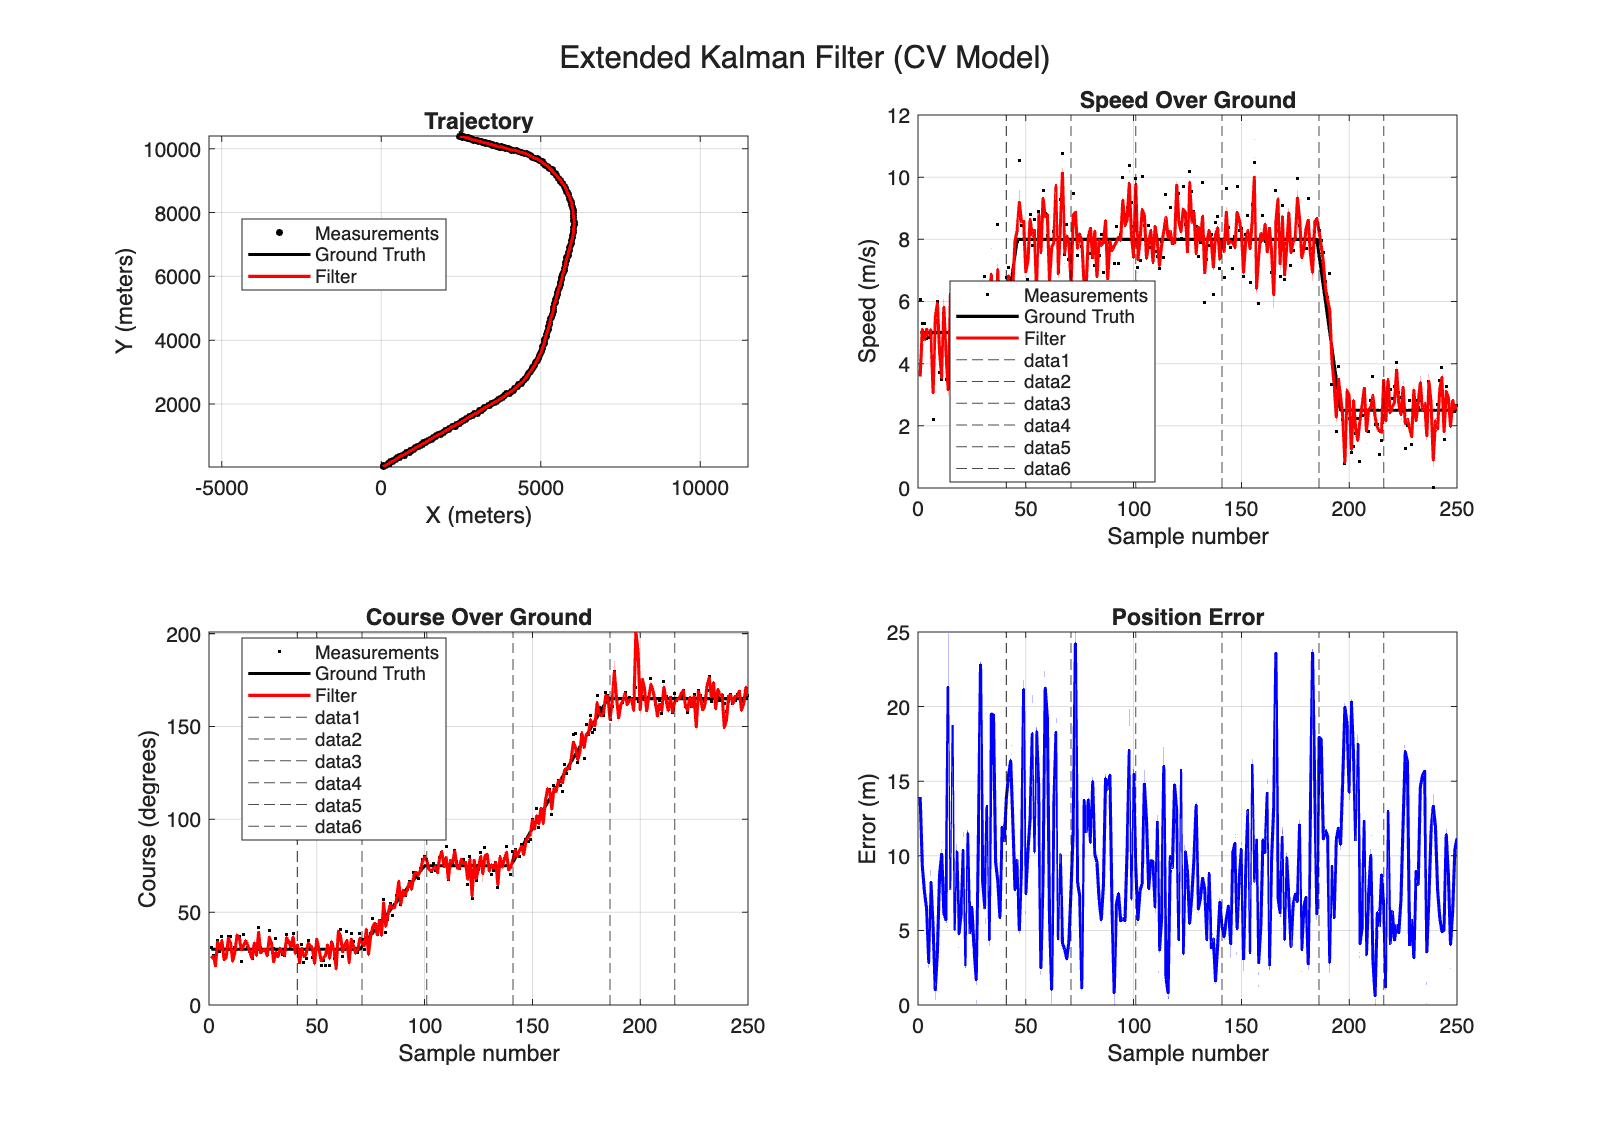 Extended Kalman Filter (CV Model)
Trajectory
10000
8000
6000
4000
2000
Y (meters)
Measurements
Ground Truth
Filter
-5000 0 5000 10000
X (meters)
Speed Over Ground
12
10
8
6
4
2
0
Speed (m/s)
Measurements
Ground Truth
Filter
data1
data2
data3
data4
data5
data6
0 50 100 150 200 250
Sample number
Course Over Ground
200
150
100
50
0
Course (degrees)
Measurements
Ground Truth
Filter
data1
data2
data3
data4
data5
data6
0 50 100 150 200 250
Sample number
Position Error
25
20
15
10
5
0
Error (m)
0 50 100 150 200 250
Sample number